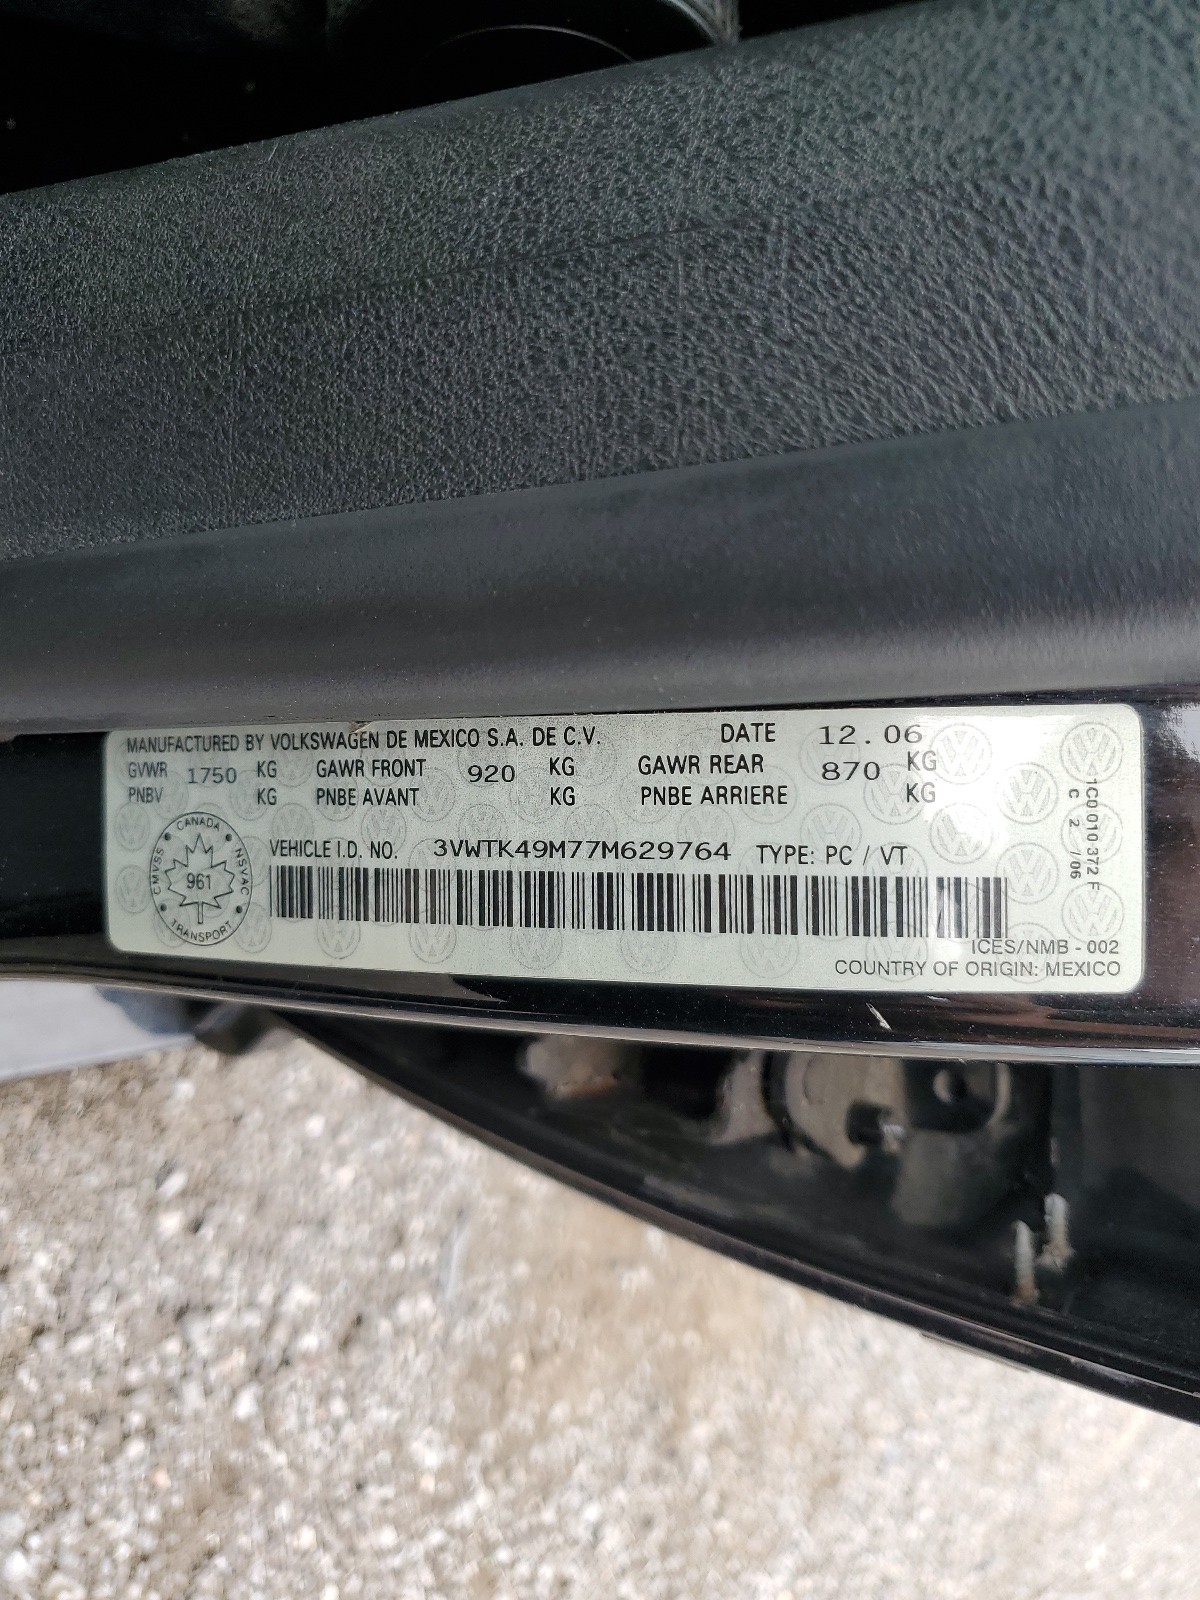 MANUFACTURED BY VOLKSWAGEN DE MEXICO S.A. DE C.V. DATE 12.06
GVWR 1750 KG GAWR FRONT 920 KG GAWR REAR 870 KG
PNBV KG PNBE AVANT KG PNBE ARRIERE KG
CANADA
CMVSS 961 NSVAC
TRANSPORT
VEHICLE I.D. NO. 3VWTK49M77M629764 TYPE: PC / VT
ICES/NMB - 002
COUNTRY OF ORIGIN: MEXICO
1C0 010 372 F
C 2 / 06